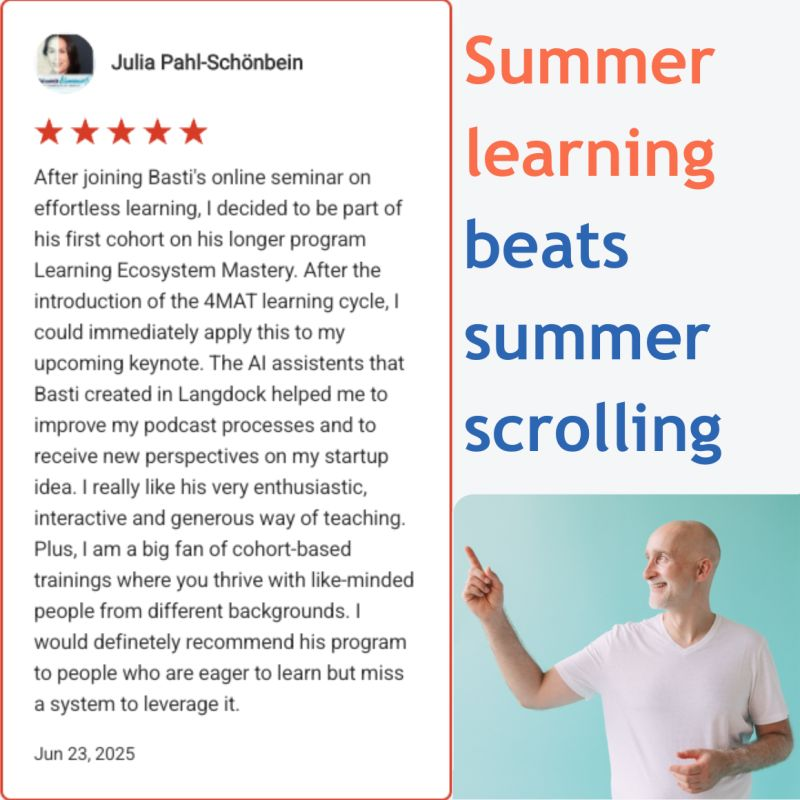 Julia Pahl-Schönbein
After joining Basti's online seminar on
effortless learning, I decided to be part of
his first cohort on his longer program
Learning Ecosystem Mastery. After the
introduction of the 4MAT learning cycle, I
could immediately apply this to my
upcoming keynote. The AI assistents that
Basti created in Langdock helped me to
improve my podcast processes and to
receive new perspectives on my startup
idea. I really like his very enthusiastic,
interactive and generous way of teaching.
Plus, I am a big fan of cohort-based
trainings where you thrive with like-minded
people from different backgrounds. I
would definetely recommend his program
to people who are eager to learn but miss
a system to leverage it.
Jun 23, 2025
Summer
learning
beats
summer
scrolling